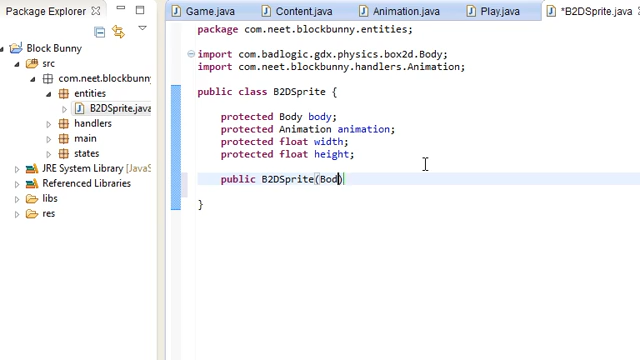 Package Explorer
Game.java
Content.java
Animation.java
Play.java
*B2DSprite.java
Block Bunny
src
com.neet.blockbunny
entities
B2DSprite.java
handlers
main
states
JRE System Library [JavaS
Referenced Libraries
libs
res
package com.neet.blockbunny.entities;
import com.badlogic.gdx.physics.box2d.Body;
import com.neet.blockbunny.handlers.Animation;
public class B2DSprite {
protected Body body;
protected Animation animation;
protected float width;
protected float height;
public B2DSprite(Bod)
}